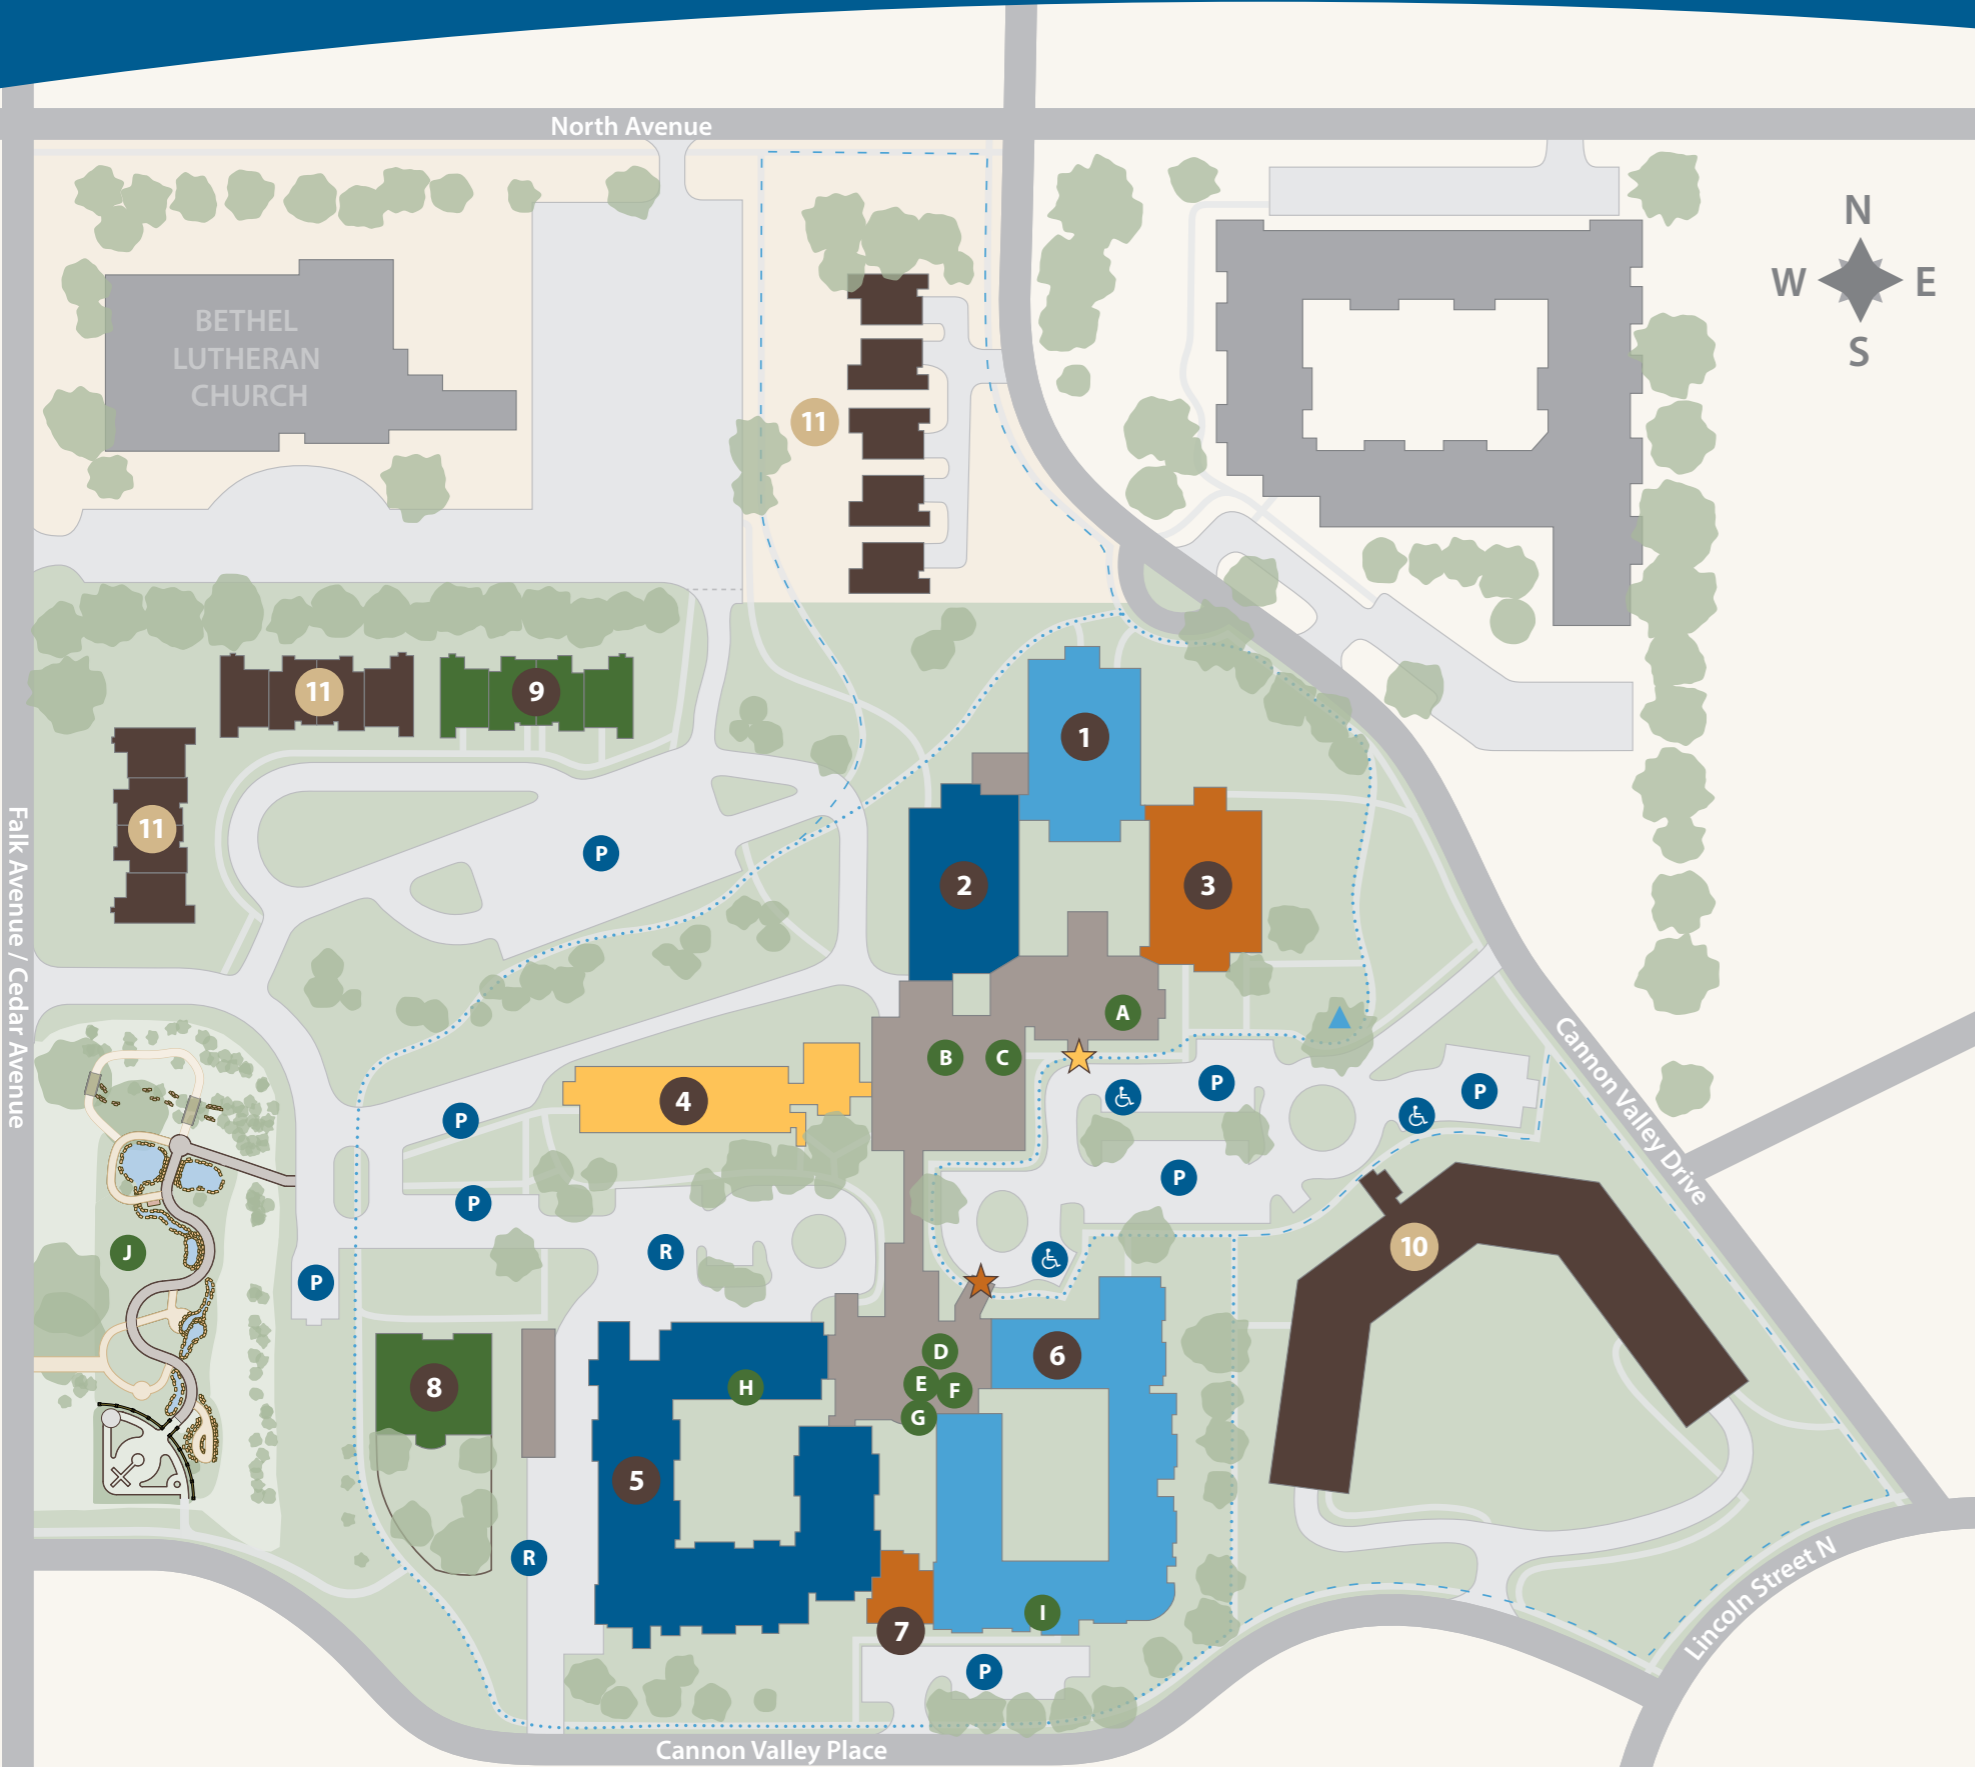 North Avenue
N
W
E
S
BETHEL
LUTHERAN
CHURCH
11
11
9
1
11
Falk Avenue / Cedar Avenue
P
2
3
A
B
C
4
P
P
P
Cannon Valley Drive
P
P
R
J
P
10
D
6
E
F
H
8
G
5
R
I
7
P
Lincoln Street N
Cannon Valley Place